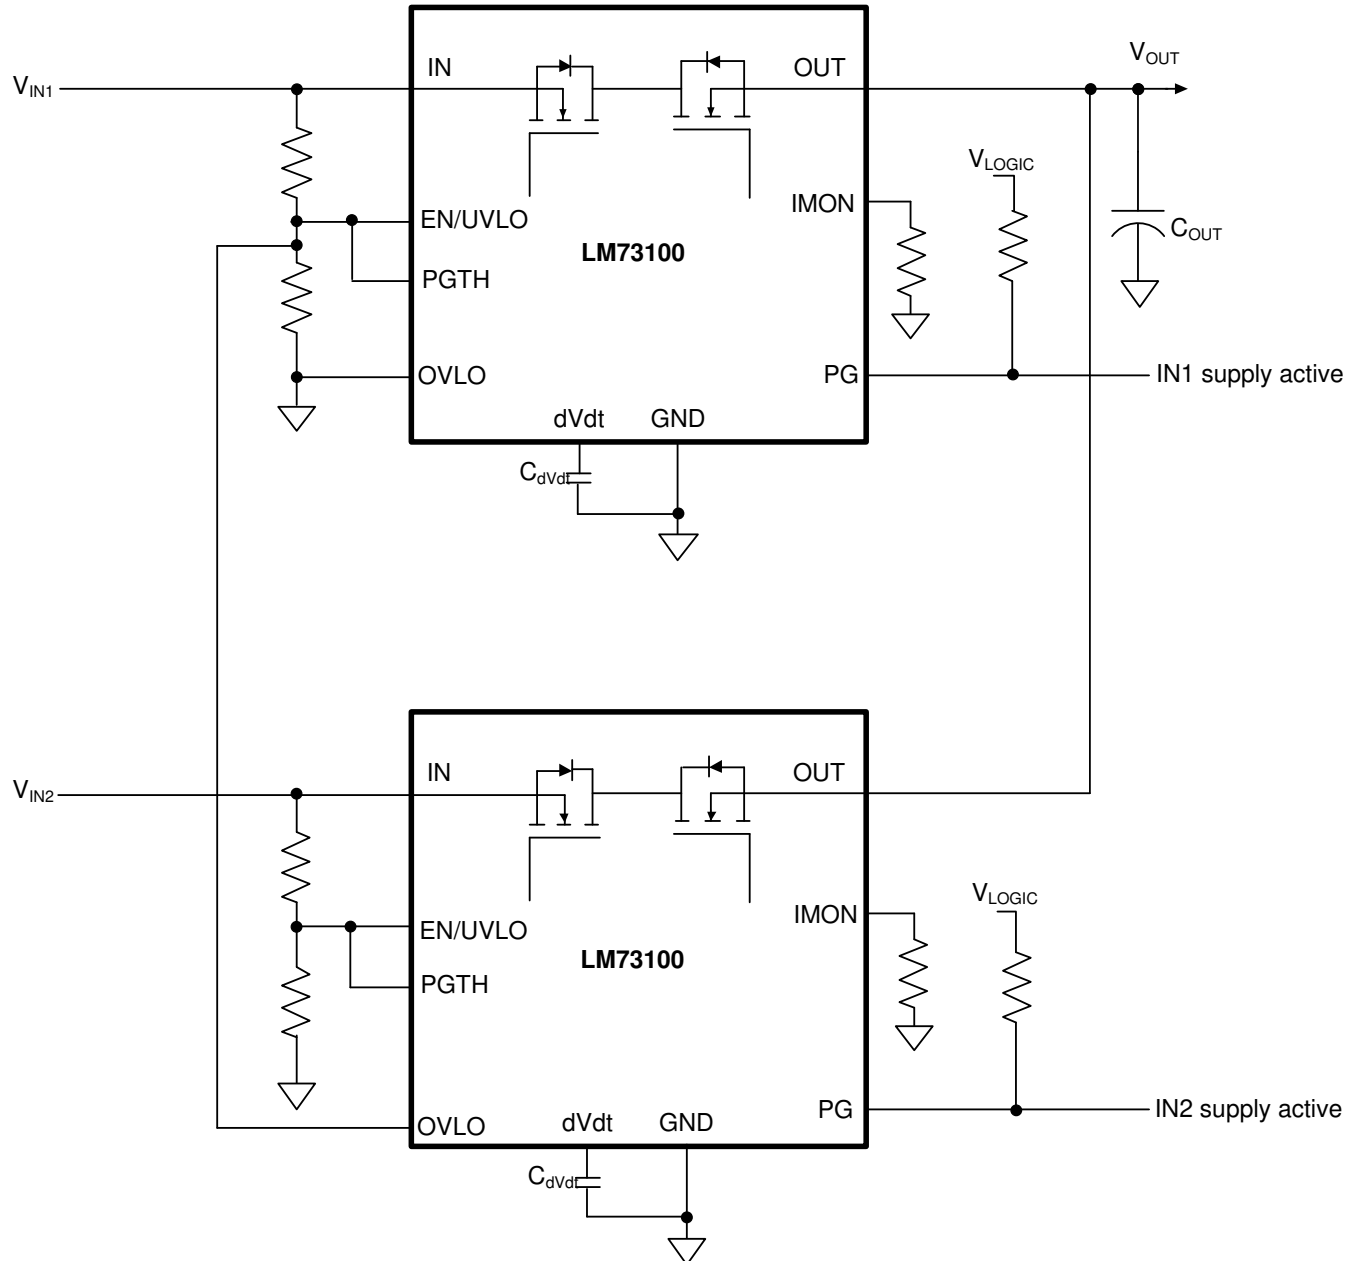 IN
OUT
V_OUT
V_IN1
V_LOGIC
IMON
EN/UVLO
LM73100
C_OUT
PGTH
OVLO
PG
IN1 supply active
dVdt
GND
C_dVdt
IN
OUT
V_IN2
V_LOGIC
IMON
EN/UVLO
LM73100
PGTH
PG
IN2 supply active
OVLO
dVdt
GND
C_dVdt